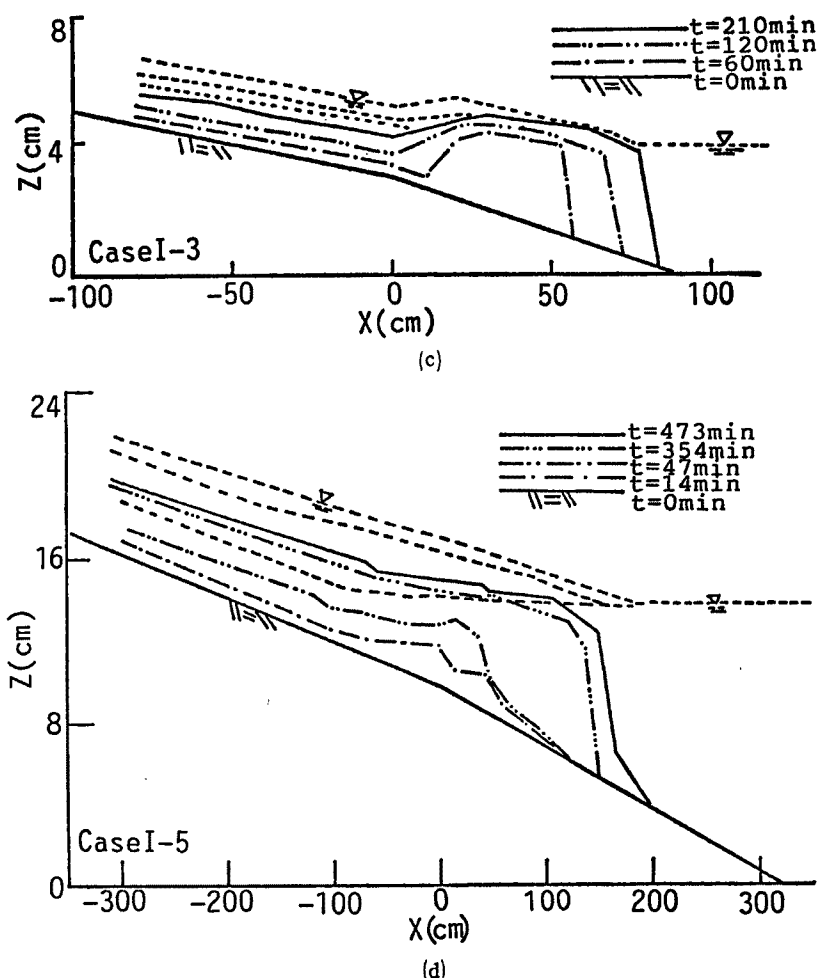 8
t=210min
t=120min
t=60min
t=0min
Z(cm)
4
CaseI-3
0
-100
-50
0
50
100
X(cm)
(c)
24
t=473min
t=354min
t=47min
t=14min
t=0min
16
Z(cm)
8
CaseI-5
0
-300
-200
-100
0
100
200
300
X(cm)
(d)